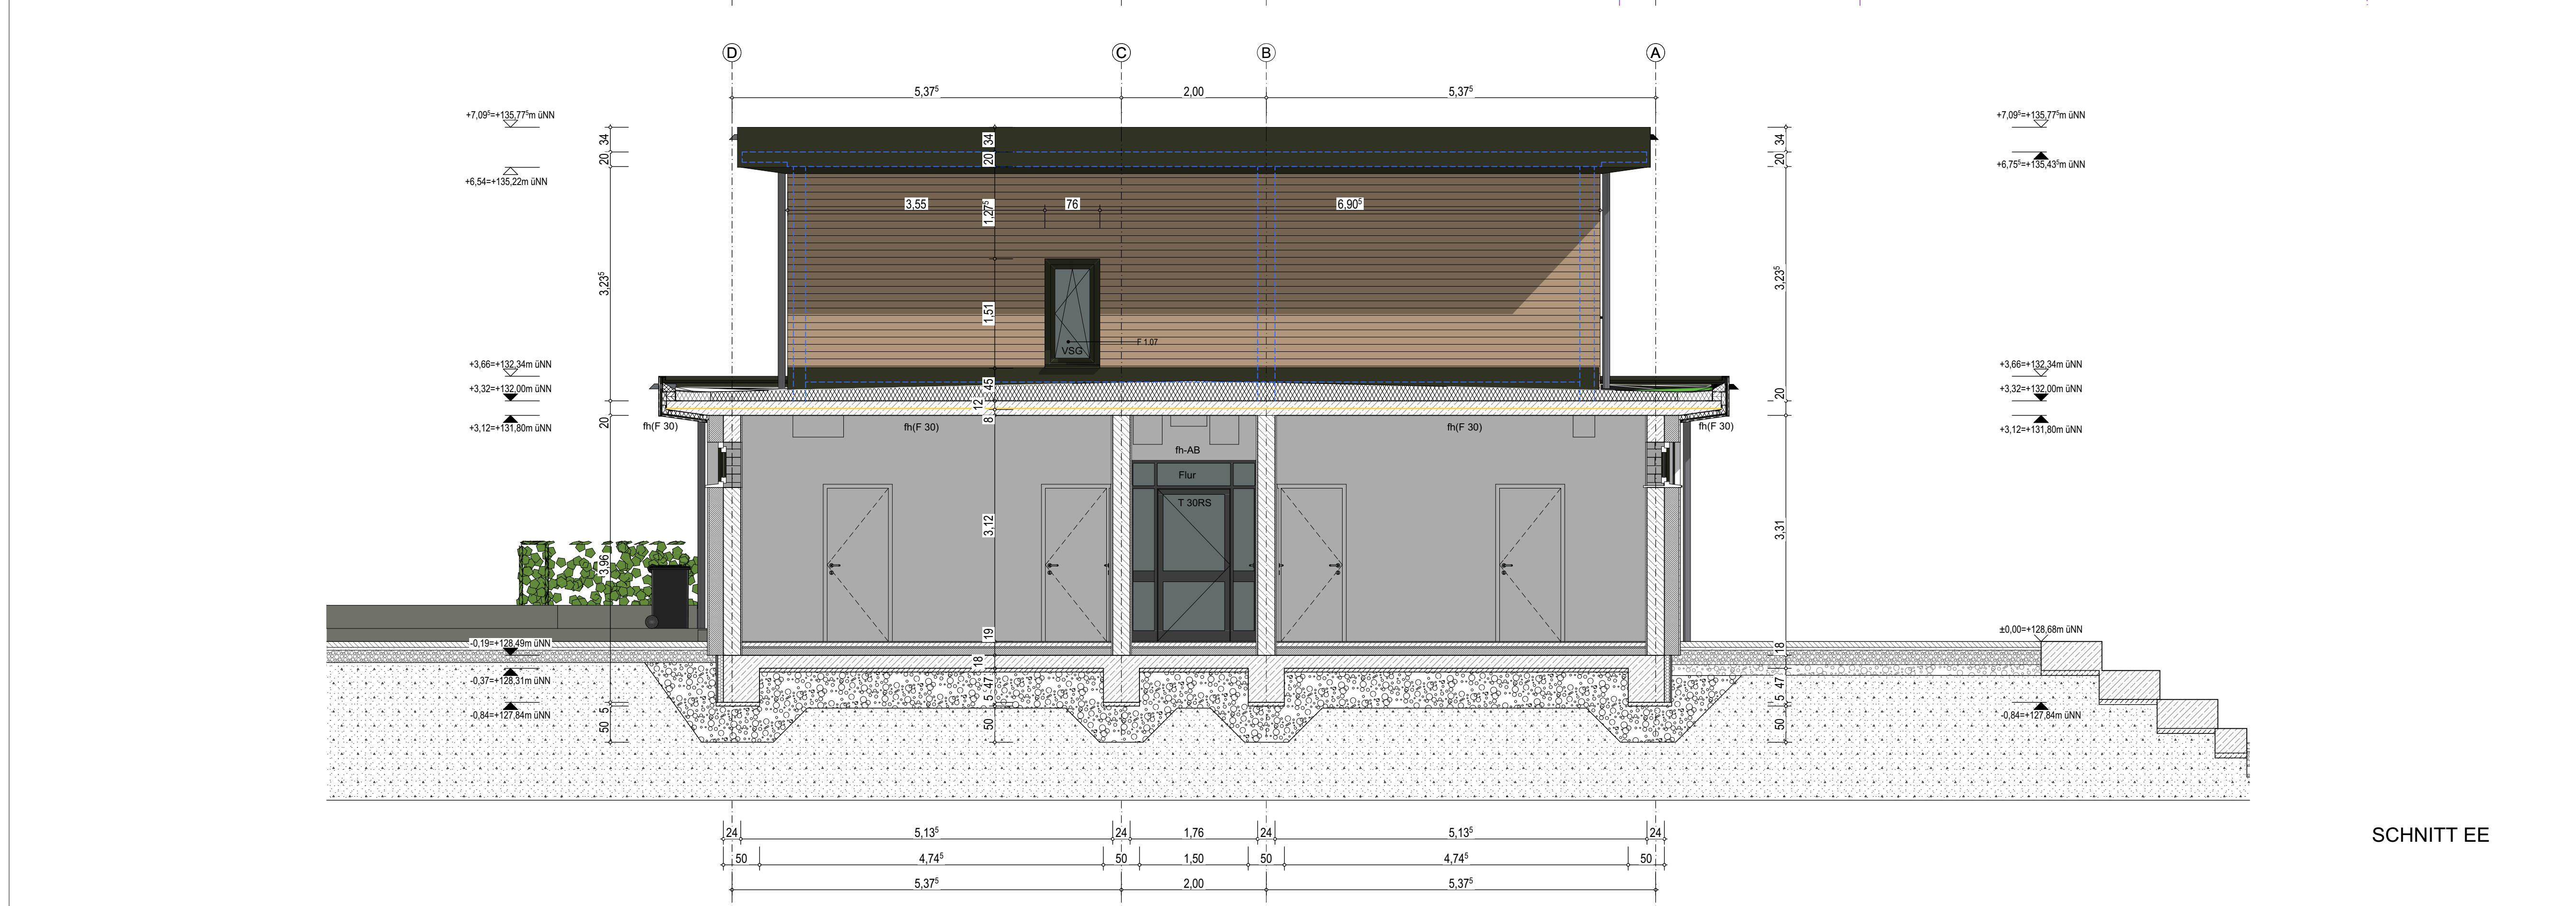 D C B A
5,37⁵ 2,00 5,37⁵
+7,09⁵=+135,77⁵m üNN
+7,09⁵=+135,77⁵m üNN
34 34 34
20 20 20
+6,54=+135,22m üNN
+6,75⁵=+135,43⁵m üNN
3,55 76 6,90⁵
1,27⁵
3,23⁵ 3,23⁵
1,51
F 1.07
VSG
+3,66=+132,34m üNN
+3,66=+132,34m üNN
+3,32=+132,00m üNN
+3,32=+132,00m üNN
45
12
8
20 20
+3,12=+131,80m üNN
+3,12=+131,80m üNN
fh(F 30) fh(F 30) fh(F 30) fh(F 30)
fh-AB
Flur
T 30RS
3,12 3,31
3,96
±0,00=+128,68m üNN
-0,19=+128,49m üNN
19
18 18
-0,37=+128,31m üNN
47 47
5 5 5
-0,84=+127,84m üNN
-0,84=+127,84m üNN
50 50 50
24 5,13⁵ 24 1,76 24 5,13⁵ 24
50 4,74⁵ 50 1,50 50 4,74⁵ 50
5,37⁵ 2,00 5,37⁵
SCHNITT EE